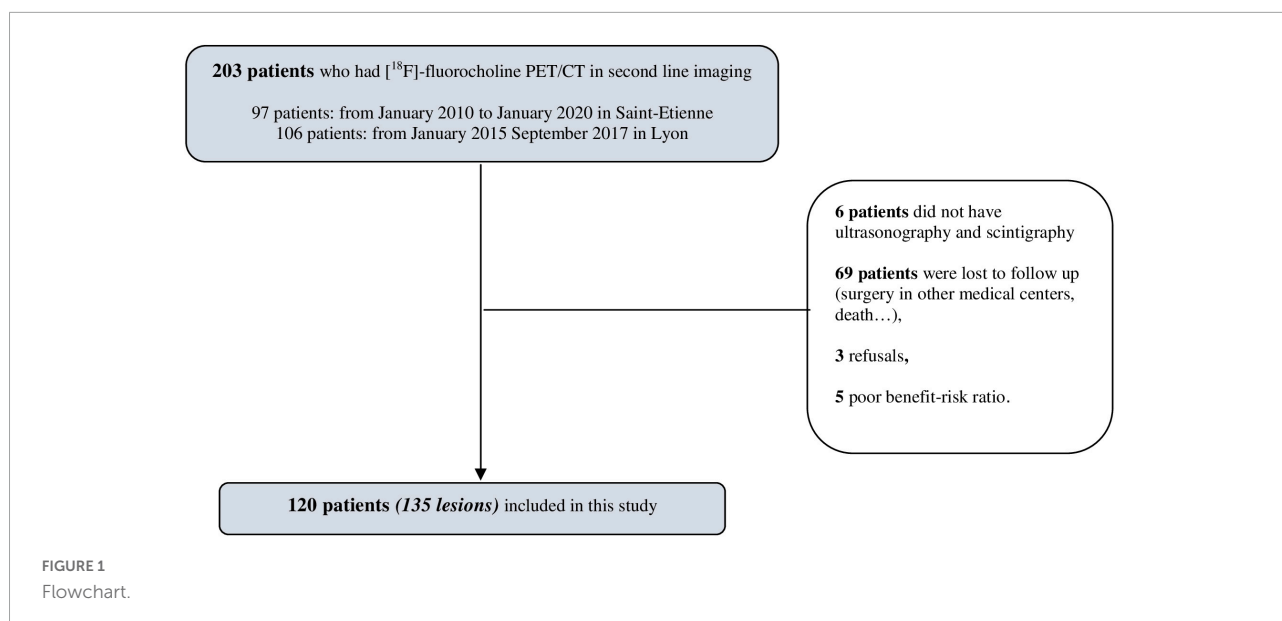 203 patients who had [18F]-fluorocholine PET/CT in second line imaging
97 patients: from January 2010 to January 2020 in Saint-Etienne
106 patients: from January 2015 September 2017 in Lyon
6 patients did not have
ultrasonography and scintigraphy
69 patients were lost to follow up
(surgery in other medical centers,
death…),
3 refusals,
5 poor benefit-risk ratio.
120 patients (135 lesions) included in this study
FIGURE 1
Flowchart.